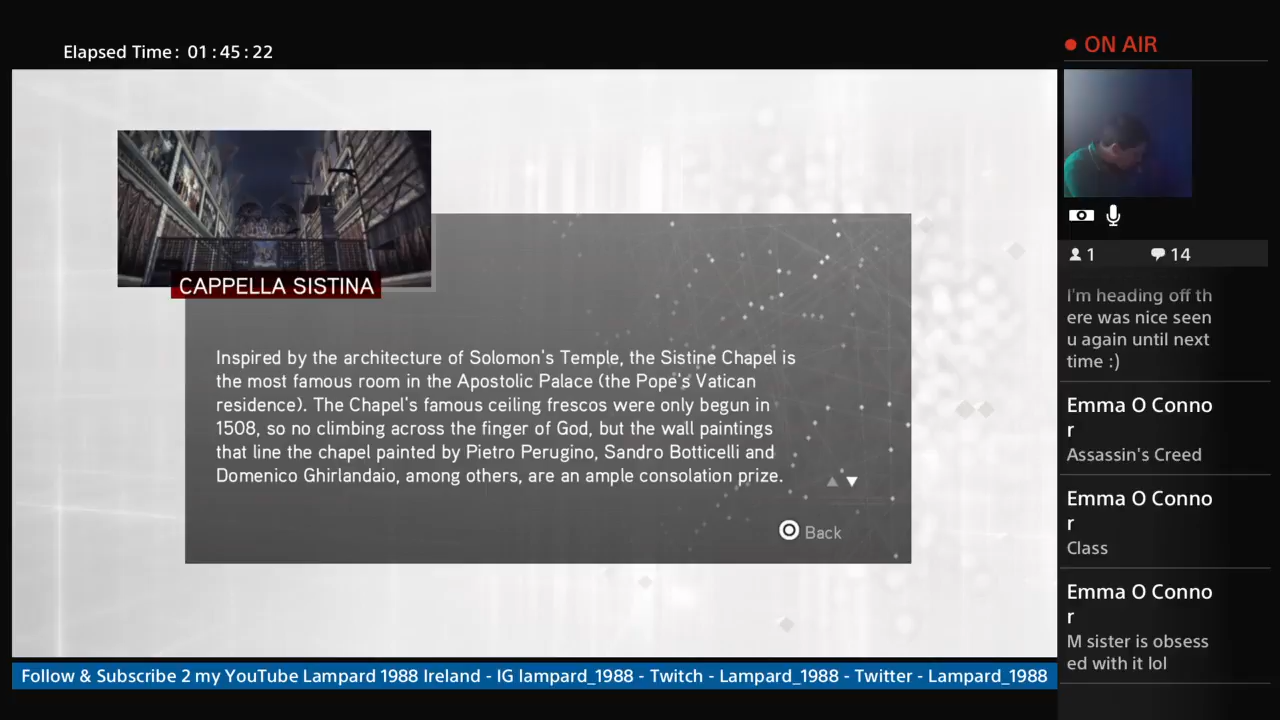 Elapsed Time: 01:45:22
ON AIR
CAPPELLA SISTINA
Inspired by the architecture of Solomon's Temple, the Sistine Chapel is
the most famous room in the Apostolic Palace (the Pope's Vatican
residence). The Chapel's famous ceiling frescos were only begun in
1508, so no climbing across the finger of God, but the wall paintings
that line the chapel painted by Pietro Perugino, Sandro Botticelli and
Domenico Ghirlandaio, among others, are an ample consolation prize.
Back
1
14
I'm heading off th
ere was nice seen
u again until next
time :)
Emma O Conno
r
Assassin's Creed
Emma O Conno
r
Class
Emma O Conno
r
M sister is obsess
ed with it lol
Follow & Subscribe 2 my YouTube Lampard 1988 Ireland - IG lampard_1988 - Twitch - Lampard_1988 - Twitter - Lampard_1988